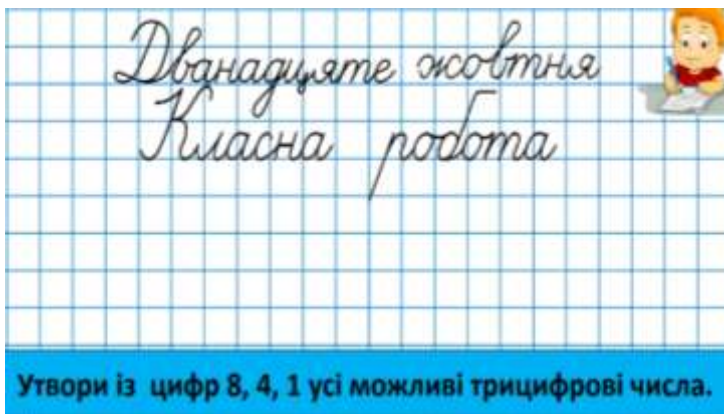 Дванадцяте жовтня
Класна робота
Утвори із цифр 8, 4, 1 усі можливі трицифрові числа.